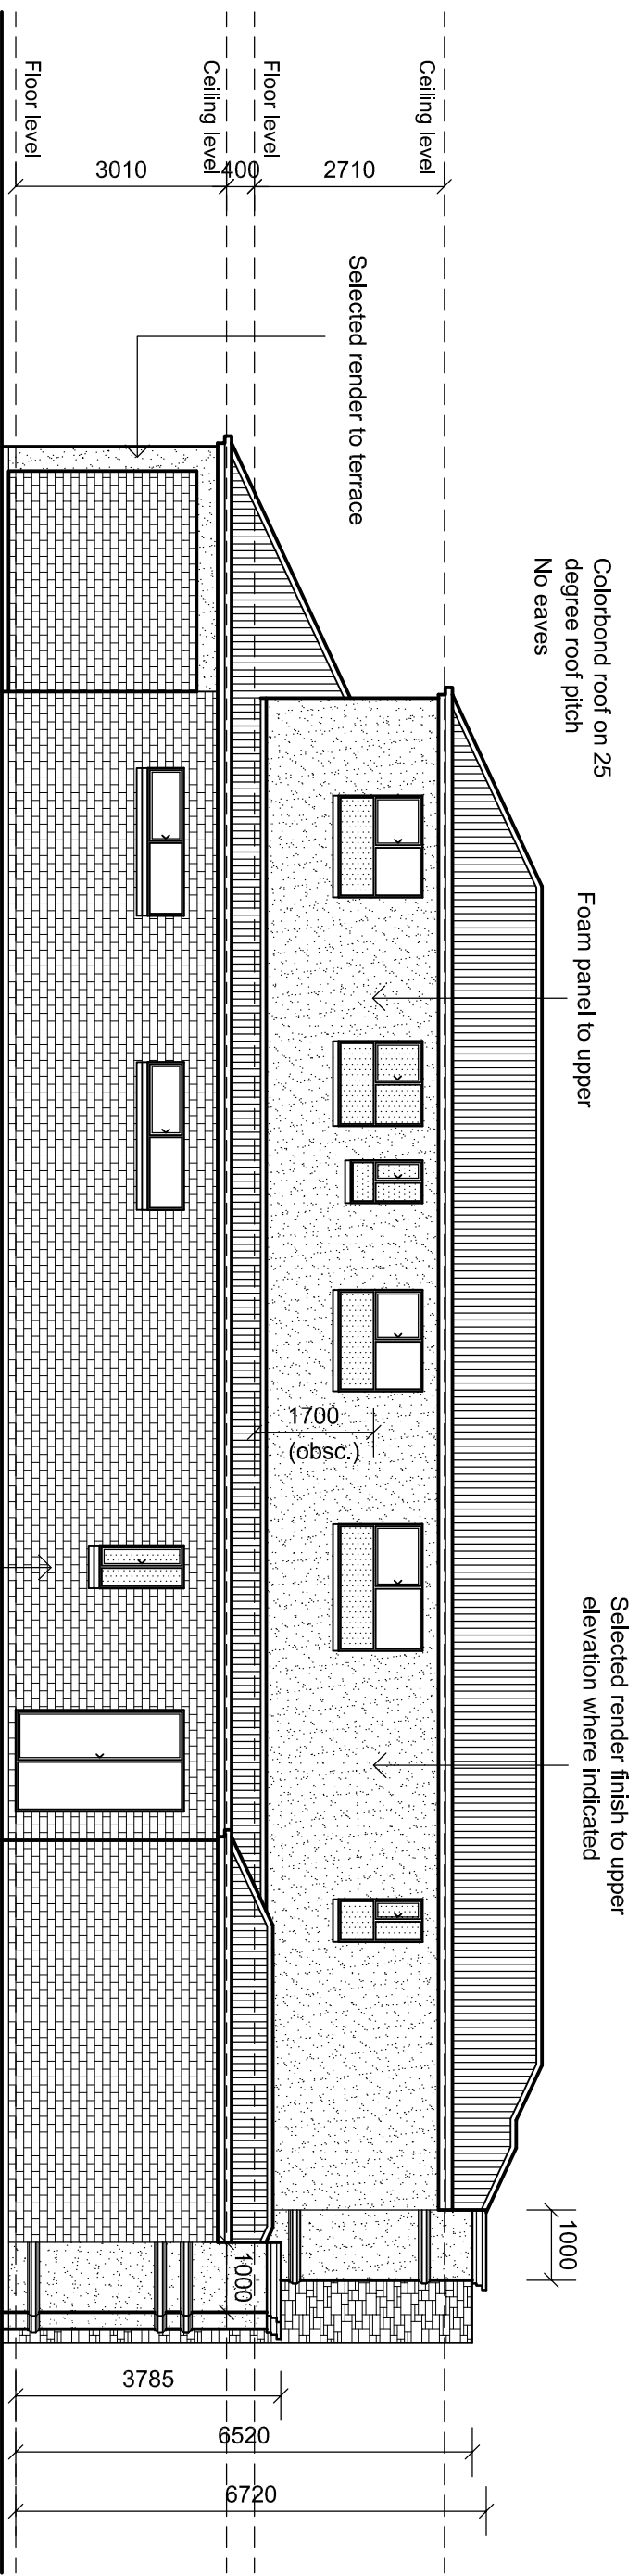 Colorbond roof on 25
degree roof pitch
No eaves
Foam panel to upper
Selected render finish to upper
elevation where indicated
Selected render to terrace
Ceiling level
Floor level
Ceiling level
Floor level
2710
400
3010
1700
(obsc.)
1000
1000
3785
6520
6720